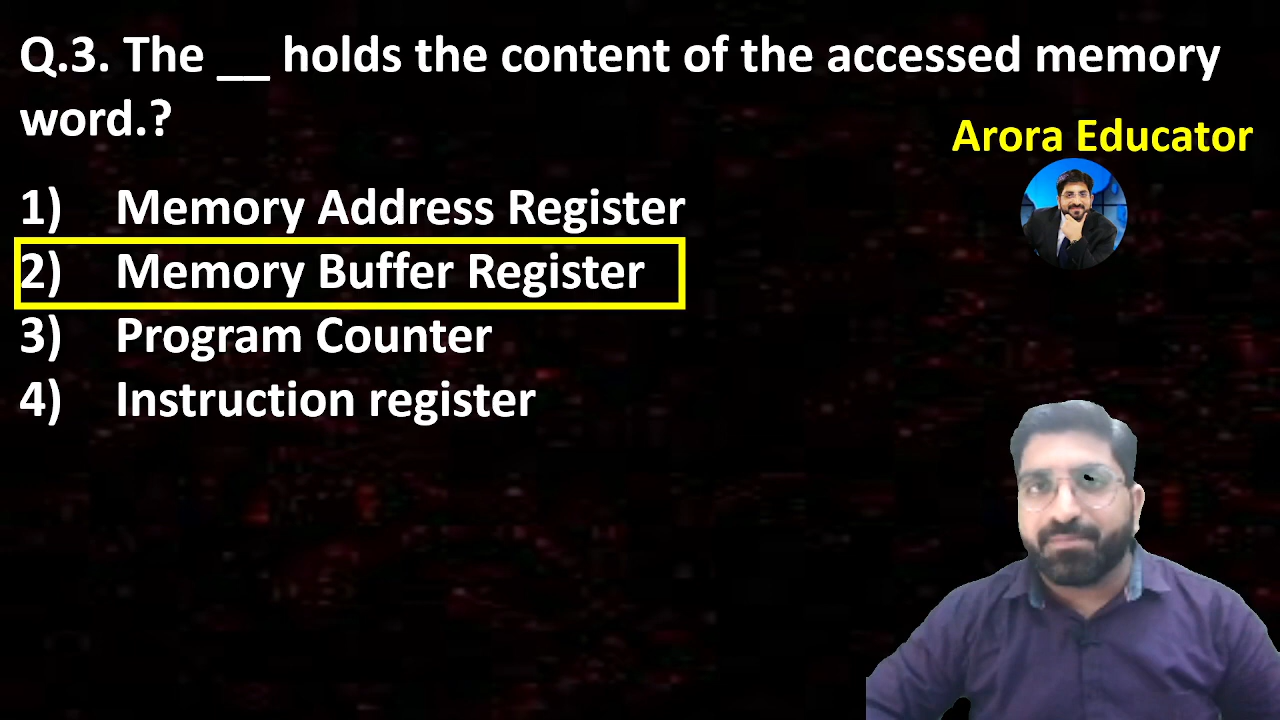 Q.3. The __ holds the content of the accessed memory
word.?
Arora Educator
1) Memory Address Register
2) Memory Buffer Register
3) Program Counter
4) Instruction register